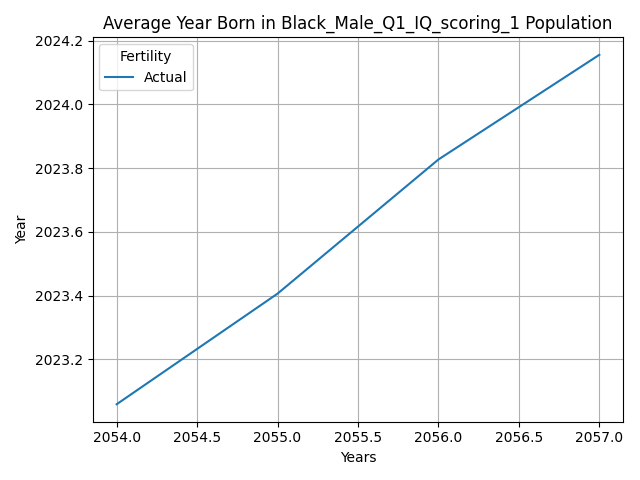 Average Year Born in Black_Male_Q1_IQ_scoring_1 Population
Fertility
Actual
2024.2
2024.0
2023.8
2023.6
2023.4
2023.2
Year
2054.0 2054.5 2055.0 2055.5 2056.0 2056.5 2057.0
Years